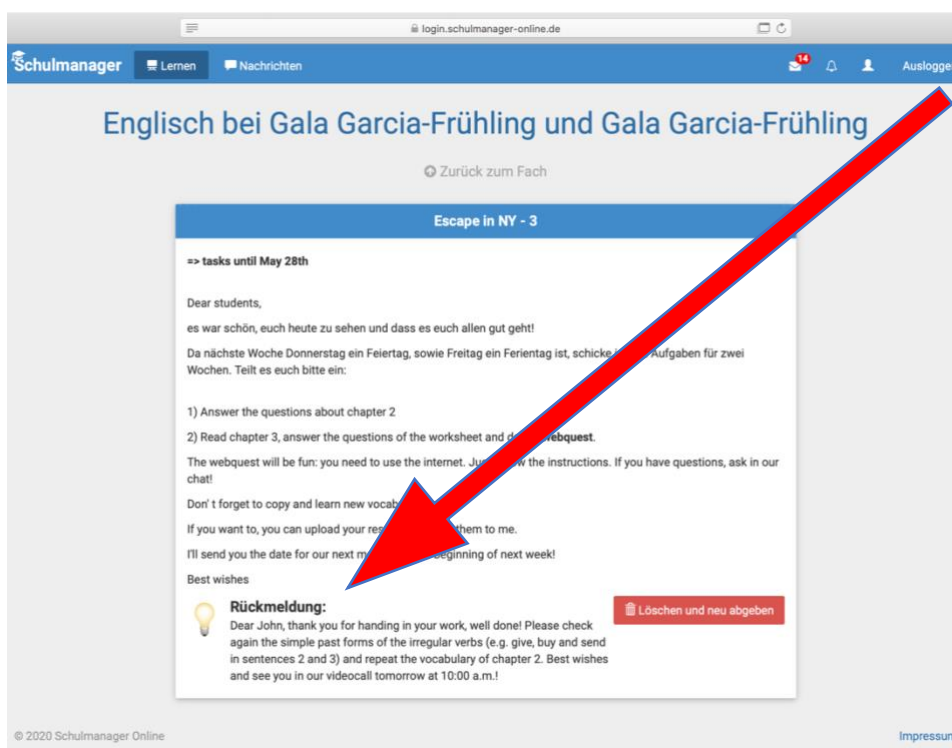 login.schulmanager-online.de
Schulmanager Lernen Nachrichten 14 Auslogge
Englisch bei Gala Garcia-Frühling und Gala Garcia-Frühling
Zurück zum Fach
Escape in NY - 3
=> tasks until May 28th
Dear students,
es war schön, euch heute zu sehen und dass es euch allen gut geht!
Da nächste Woche Donnerstag ein Feiertag, sowie Freitag ein Ferientag ist, schicke Aufgaben für zwei
Wochen. Teilt es euch bitte ein:
1) Answer the questions about chapter 2
2) Read chapter 3, answer the questions of the worksheet and webquest.
The webquest will be fun: you need to use the internet. the instructions. If you have questions, ask in our
chat!
Don' t forget to copy and learn new
If you want to, you can upload your them to me.
I'll send you the date for our next beginning of next week!
Best wishes
Rückmeldung:
Löschen und neu abgeben
Dear John, thank you for handing in your work, well done! Please check
again the simple past forms of the irregular verbs (e.g. give, buy and send
in sentences 2 and 3) and repeat the vocabulary of chapter 2. Best wishes
and see you in our videocall tomorrow at 10:00 a.m.!
© 2020 Schulmanager Online Impressu